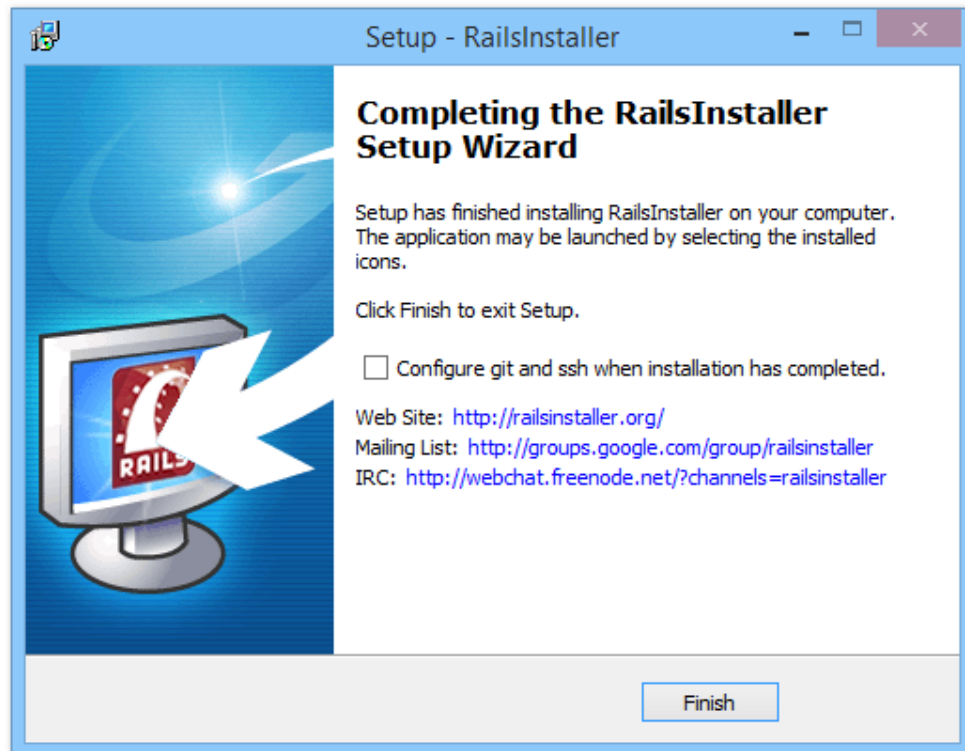 Setup - RailsInstaller
Completing the RailsInstaller
Setup Wizard
Setup has finished installing RailsInstaller on your computer.
The application may be launched by selecting the installed
icons.
Click Finish to exit Setup.
Configure git and ssh when installation has completed.
Web Site: http://railsinstaller.org/
Mailing List: http://groups.google.com/group/railsinstaller
IRC: http://webchat.freenode.net/?channels=railsinstaller
RAILS
Finish